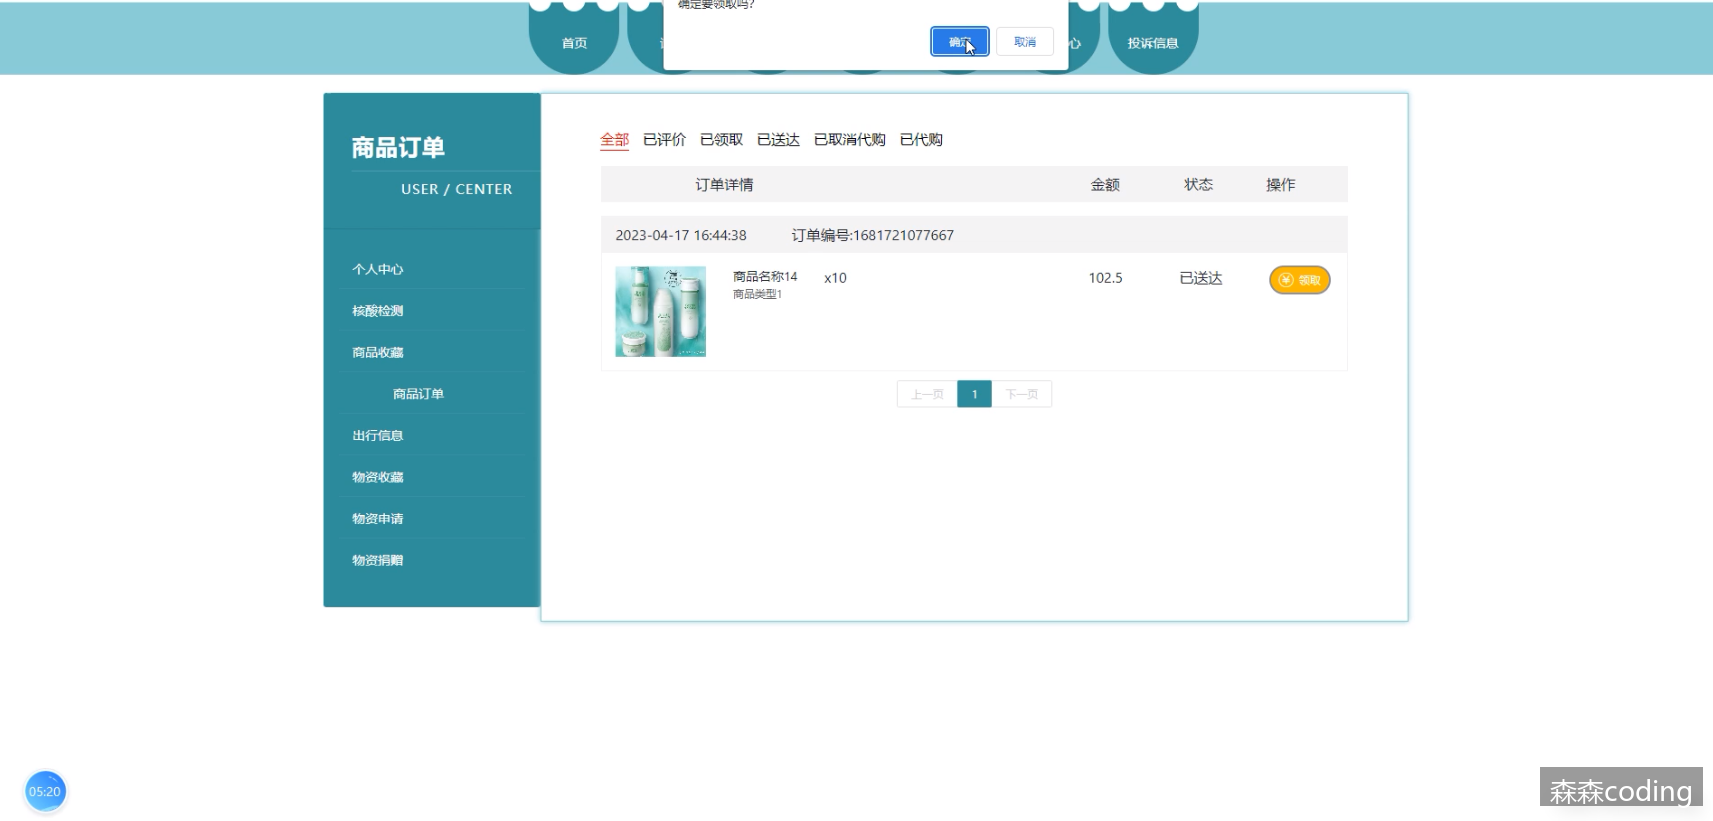 确定要领取吗?
确定
取消
首页
心
投诉信息
商品订单
USER / CENTER
个人中心
核酸检测
商品收藏
商品订单
出行信息
物资收藏
物资申请
物资捐赠
全部 已评价 已领取 已送达 已取消代购 已代购
订单详情 金额 状态 操作
2023-04-17 16:44:38 订单编号:1681721077667
商品名称14 x10 102.5 已送达 领取
商品类型1
上一页 1 下一页
05:20
森森coding